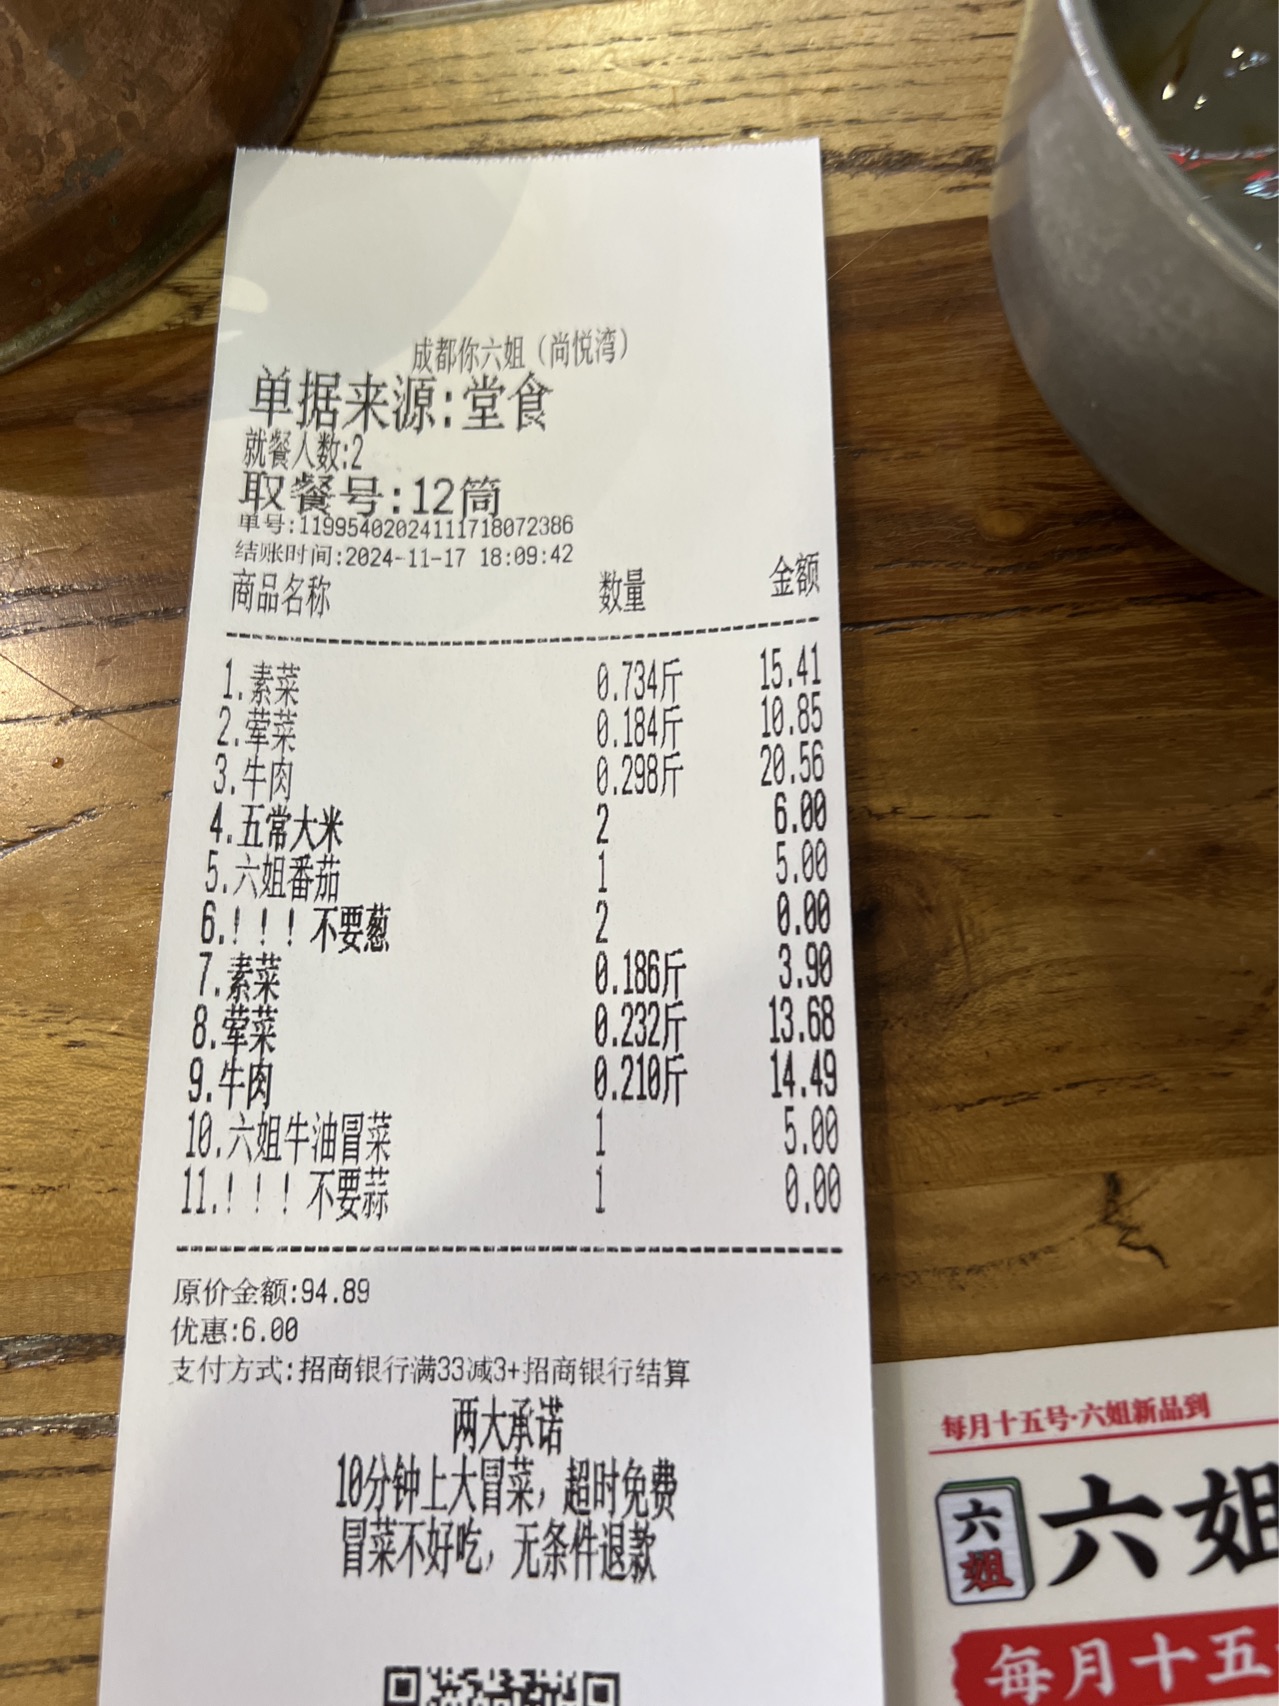 成都你六姐（尚悦湾）
单据来源:堂食
就餐人数:2
取餐号:12筒
单号:11995402024111718072386
结账时间:2024-11-17 18:09:42
商品名称 数量 金额
1.素菜 0.734斤 15.41
2.荤菜 0.184斤 10.85
3.牛肉 0.298斤 20.56
4.五常大米 2 6.00
5.六姐番茄 1 5.00
6.！！！不要葱 2 0.00
7.素菜 0.186斤 3.90
8.荤菜 0.232斤 13.68
9.牛肉 0.210斤 14.49
10.六姐牛油冒菜 1 5.00
11.！！！不要蒜 1 0.00
原价金额:94.89
优惠:6.00
支付方式:招商银行满33减3+招商银行结算
两大承诺
10分钟上大冒菜，超时免费
冒菜不好吃，无条件退款
每月十五号·六姐新品到
六姐
六姐
每月十五